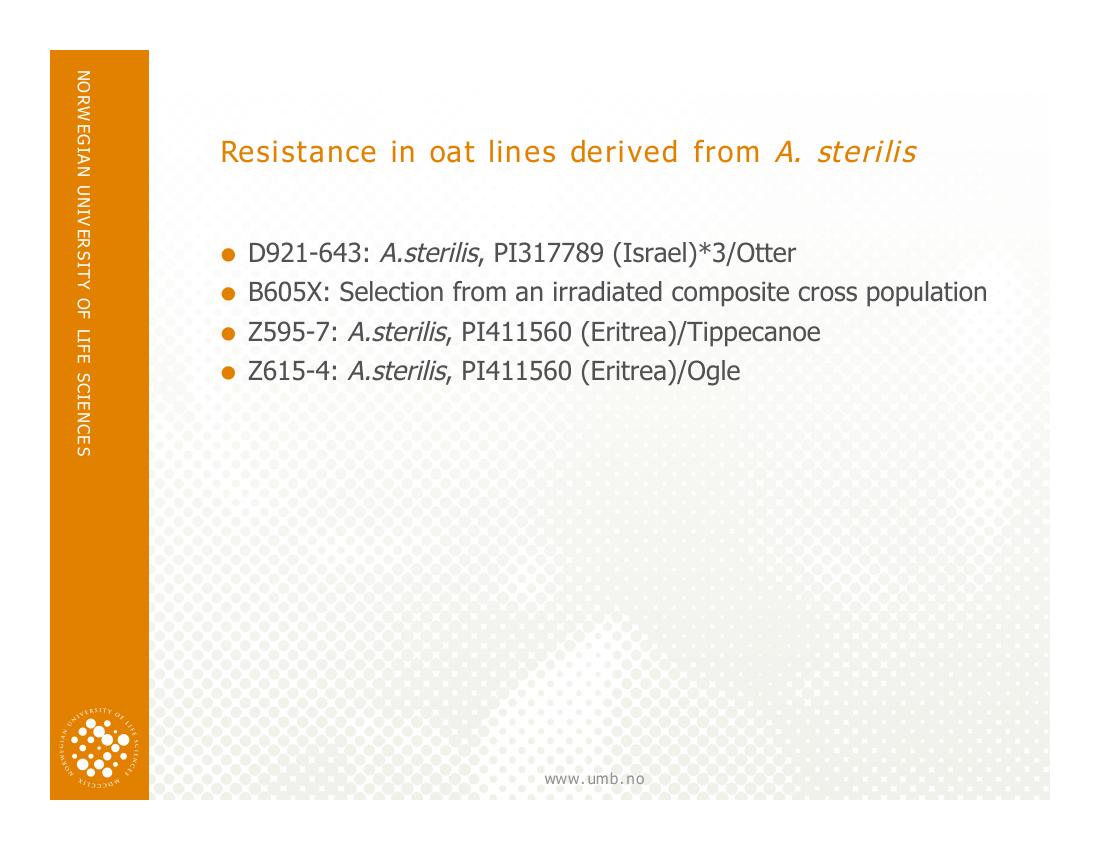 NORWEGIAN UNIVERSITY OF LIFE SCIENCES
Resistance in oat lines derived from A. sterilis
● D921-643: A.sterilis, PI317789 (Israel)*3/Otter
● B605X: Selection from an irradiated composite cross population
● Z595-7: A.sterilis, PI411560 (Eritrea)/Tippecanoe
● Z615-4: A.sterilis, PI411560 (Eritrea)/Ogle
NORWEGIAN UNIVERSITY OF LIFE SCIENCES
MDCCCLIX
www.umb.no